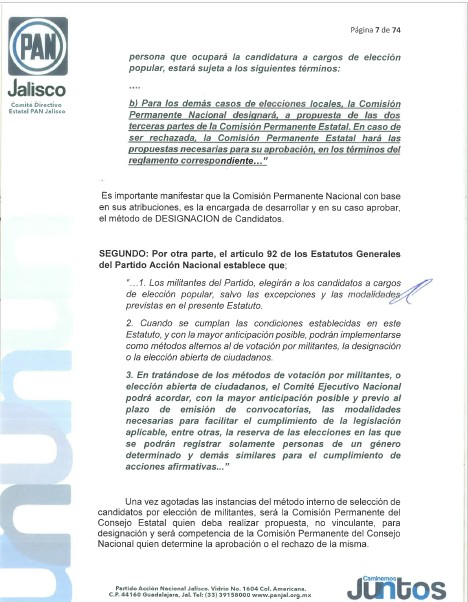 Página 7 de 74
PAN
Jalisco
Comité Directivo
Estatal PAN Jalisco
persona que ocupará la candidatura a cargos de elección
popular, estará sujeta a los siguientes términos:
....
b) Para los demás casos de elecciones locales, la Comisión
Permanente Nacional designará, a propuesta de las dos
terceras partes de la Comisión Permanente Estatal. En caso de
ser rechazada, la Comisión Permanente Estatal hará las
propuestas necesarias para su aprobación, en los términos del
reglamento correspondiente…"
Es importante manifestar que la Comisión Permanente Nacional con base
en sus atribuciones, es la encargada de desarrollar y en su caso aprobar,
el método de DESIGNACION de Candidatos.
SEGUNDO: Por otra parte, el artículo 92 de los Estatutos Generales
del Partido Acción Nacional establece que;
"…1. Los militantes del Partido, elegirán a los candidatos a cargos
de elección popular, salvo las excepciones y las modalidades
previstas en el presente Estatuto.
2. Cuando se cumplan las condiciones establecidas en este
Estatuto, y con la mayor anticipación posible, podrán implementarse
como métodos alternos al de votación por militantes, la designación
o la elección abierta de ciudadanos.
3. En tratándose de los métodos de votación por militantes, o
elección abierta de ciudadanos, el Comité Ejecutivo Nacional
podrá acordar, con la mayor anticipación posible y previo al
plazo de emisión de convocatorias, las modalidades
necesarias para facilitar el cumplimiento de la legislación
aplicable, entre otras, la reserva de las elecciones en las que
se podrán registrar solamente personas de un género
determinado y demás similares para el cumplimiento de
acciones afirmativas..."
Una vez agotadas las instancias del método interno de selección de
candidatos por elección de militantes, será la Comisión Permanente del
Consejo Estatal quien deba realizar propuesta, no vinculante, para
designación y será competencia de la Comisión Permanente del Consejo
Nacional quien determine la aprobación o el rechazo de la misma.
Partido Acción Nacional Jalisco. Vidrio No. 1604 Col. Americana,
C.P. 44160 Guadalajara, Jal. Tel: (33) 39158000 www.panjal.org.mx
Caminemos
Juntos